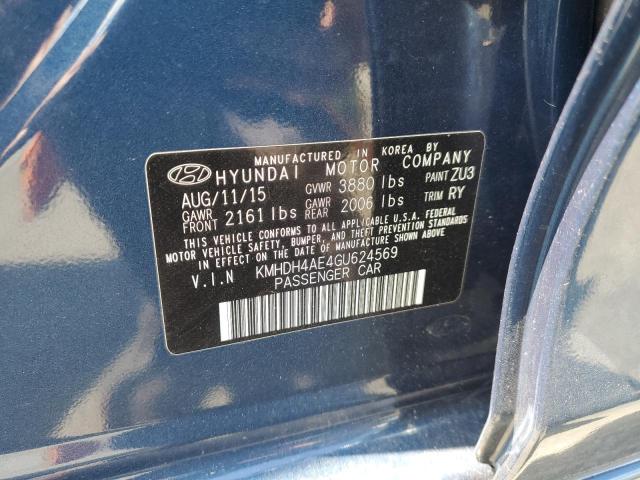 MANUFACTURED IN KOREA BY
HYUNDAI MOTOR COMPANY
AUG/11/15 GVWR 3880 lbs PAINT ZU3
GAWR FRONT 2161 lbs GAWR REAR 2006 lbs TRIM RY
THIS VEHICLE CONFORMS TO ALL APPLICABLE U.S.A. FEDERAL
MOTOR VEHICLE SAFETY, BUMPER, AND THEFT PREVENTION STANDARDS
IN EFFECT ON THE DATE OF MANUFACTURE SHOWN ABOVE.
V.I.N KMHDH4AE4GU624569
PASSENGER CAR